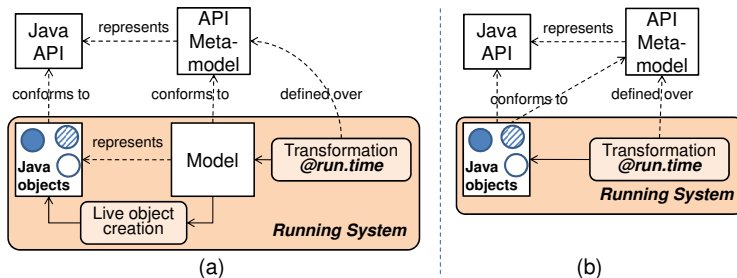 Java
API
represents
API
Meta-
model
conforms to
conforms to
defined over
Java
objects
represents
Model
Transformation
@run.time
Live object
creation
Running System
(a)
Java
API
represents
API
Meta-
model
conforms to
defined over
Java
objects
Transformation
@run.time
Running System
(b)